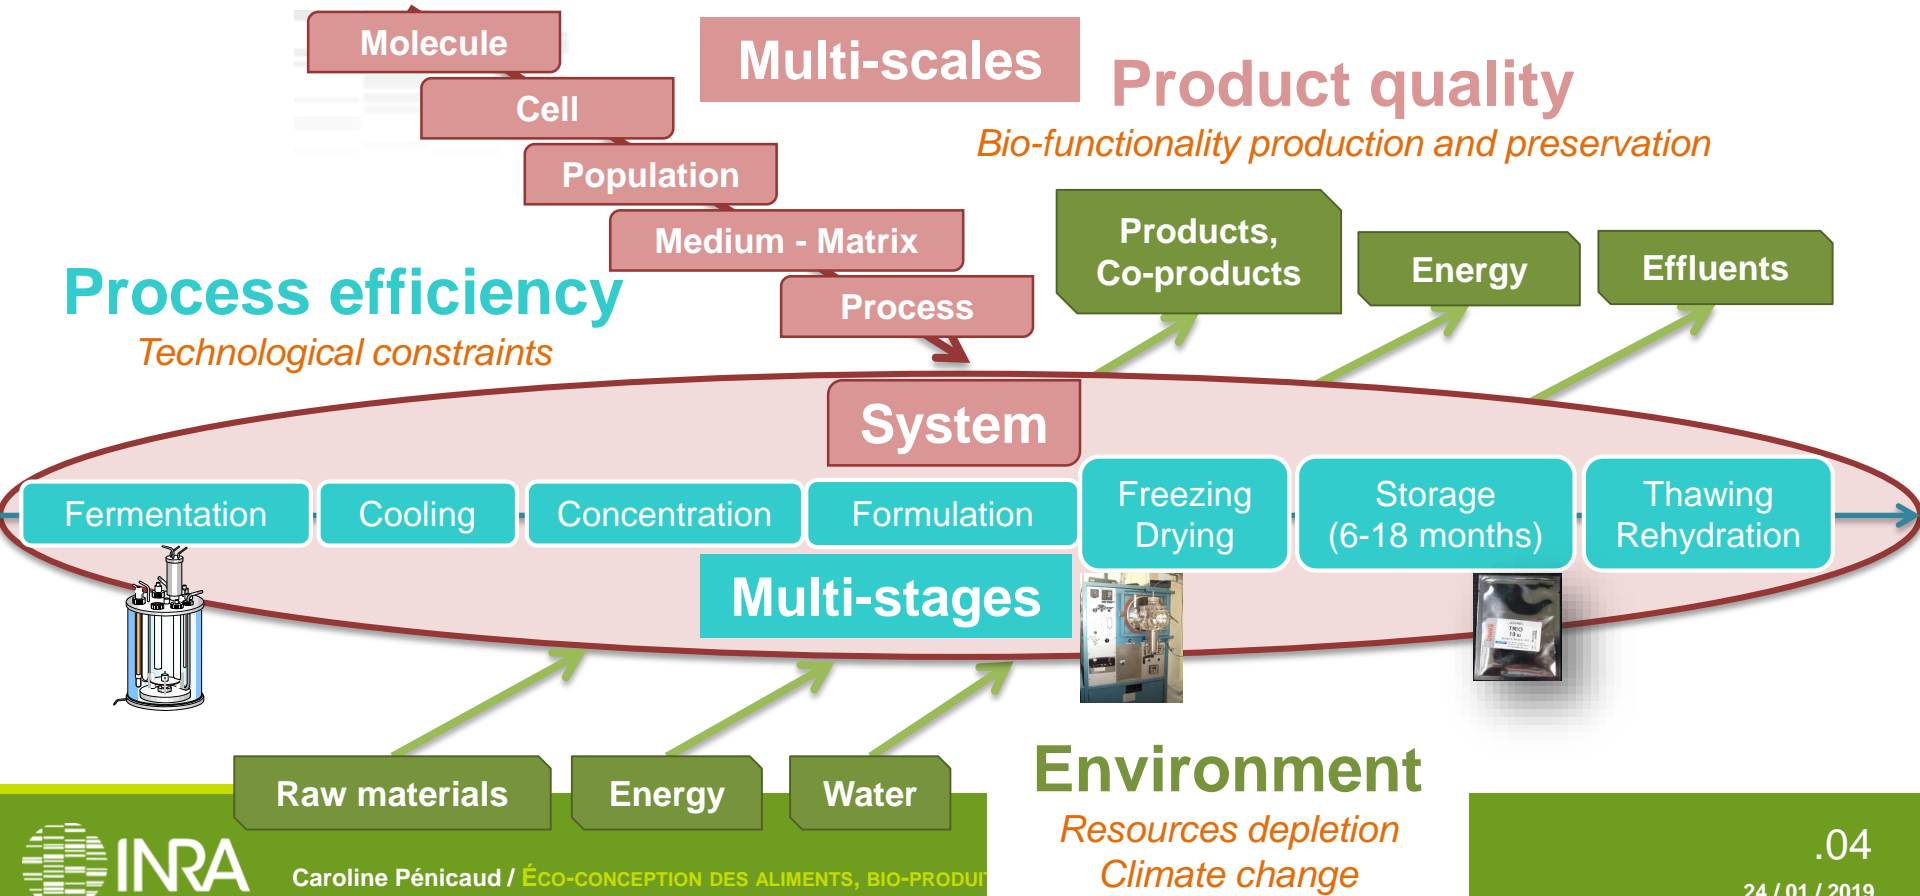 Molecule
Multi-scales
Product quality
Cell
Bio-functionality production and preservation
Population
Products,
Co-products
Medium - Matrix
Energy
Effluents
Process efficiency
Process
Technological constraints
System
Fermentation
Cooling
Concentration
Formulation
Freezing
Drying
Storage
(6-18 months)
Thawing
Rehydration
Multi-stages
TRIO
Environment
Raw materials
Energy
Water
Resources depletion
Climate change
INRA
Caroline Pénicaud / ÉCO-CONCEPTION DES ALIMENTS, BIO-PRODUIT
.04
24 / 01 / 2019